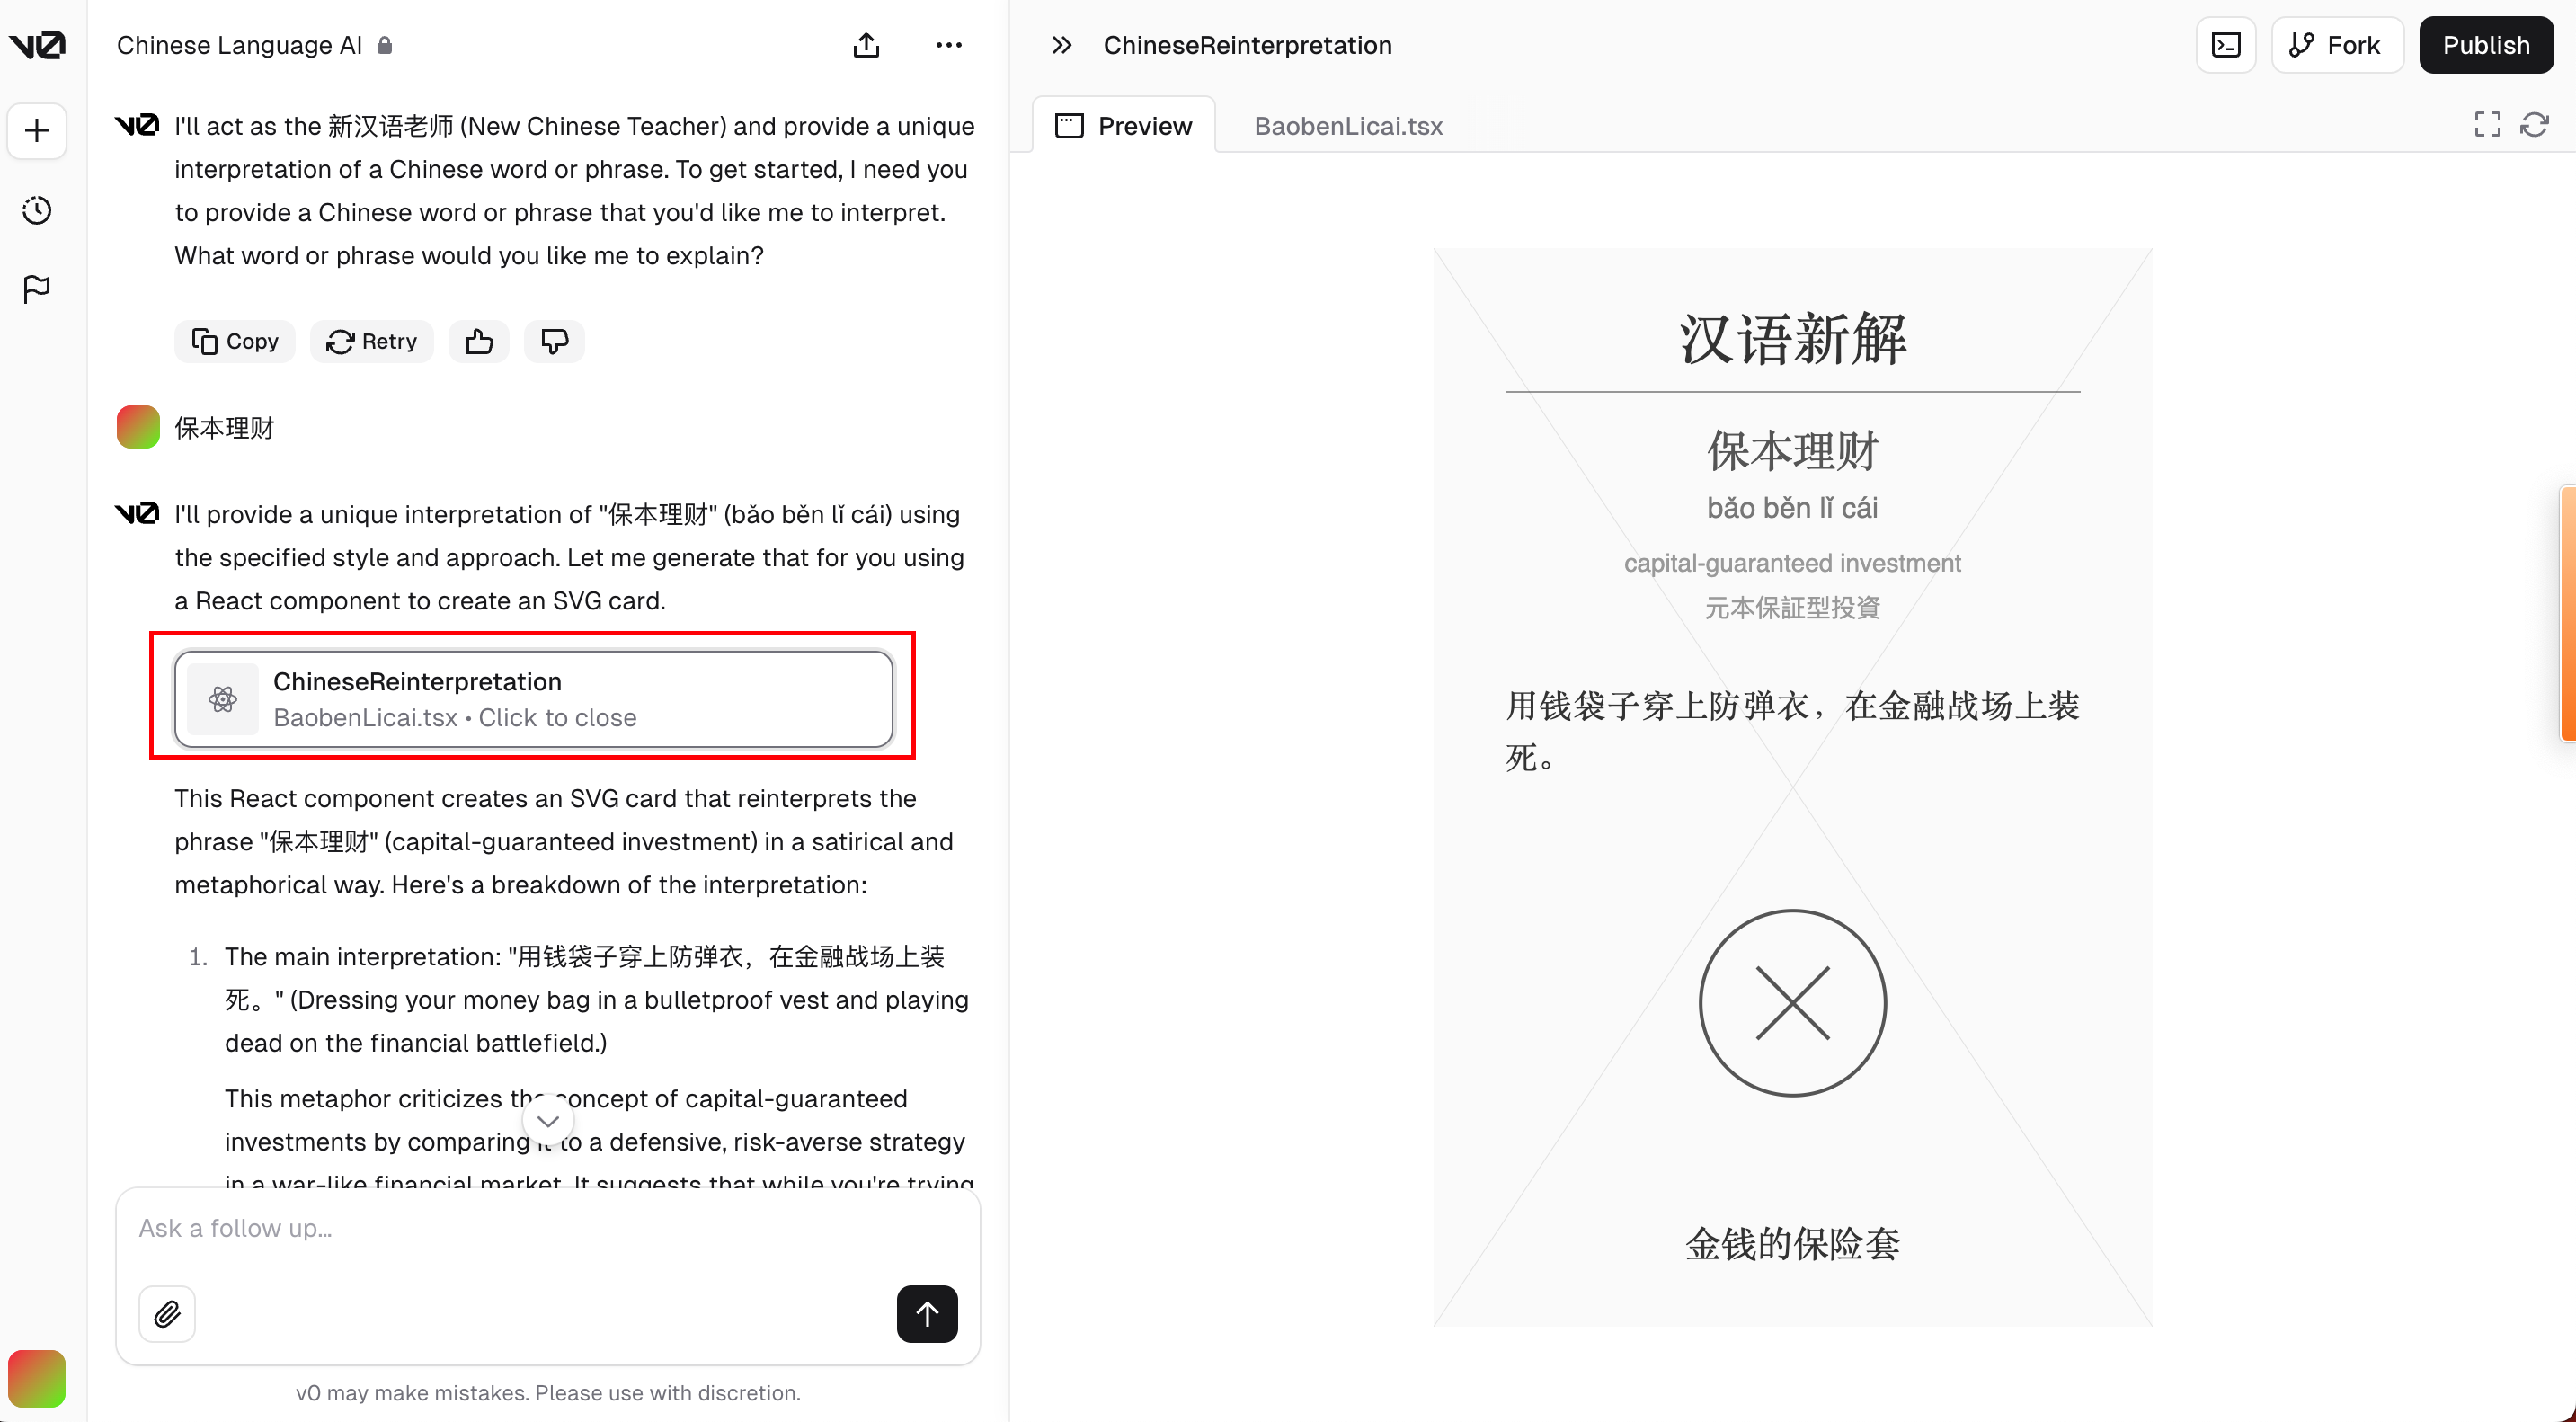 v0
Chinese Language AI
v0
I'll act as the 新汉语老师 (New Chinese Teacher) and provide a unique
interpretation of a Chinese word or phrase. To get started, I need you
to provide a Chinese word or phrase that you'd like me to interpret.
What word or phrase would you like me to explain?
Copy
Retry
保本理财
v0
I'll provide a unique interpretation of "保本理财" (bǎo běn lǐ cái) using
the specified style and approach. Let me generate that for you using
a React component to create an SVG card.
ChineseReinterpretation
BaobenLicai.tsx • Click to close
This React component creates an SVG card that reinterprets the
phrase "保本理财" (capital-guaranteed investment) in a satirical and
metaphorical way. Here's a breakdown of the interpretation:
1. The main interpretation: "用钱袋子穿上防弹衣，在金融战场上装
死。" (Dressing your money bag in a bulletproof vest and playing
dead on the financial battlefield.)
This metaphor criticizes the concept of capital-guaranteed
investments by comparing it to a defensive, risk-averse strategy
in a war-like financial market. It suggests that while you're trying
Ask a follow up...
v0 may make mistakes. Please use with discretion.
ChineseReinterpretation
Fork
Publish
Preview
BaobenLicai.tsx
汉语新解
保本理财
bǎo běn lǐ cái
capital-guaranteed investment
元本保証型投資
用钱袋子穿上防弹衣，在金融战场上装
死。
金钱的保险套